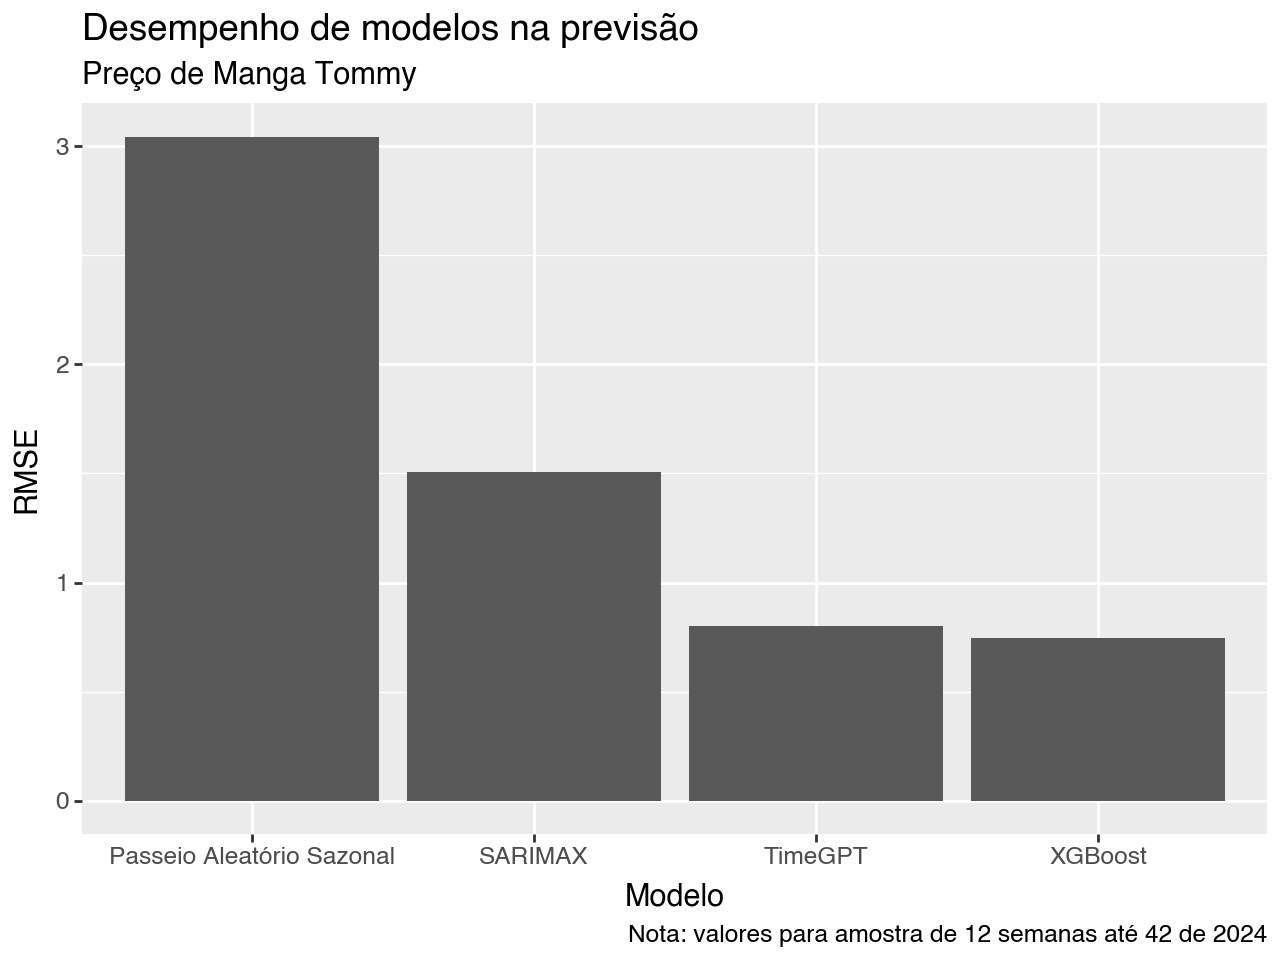 Desempenho de modelos na previsão
Preço de Manga Tommy
RMSE
3
2
1
0
Passeio Aleatório Sazonal
SARIMAX
TimeGPT
XGBoost
Modelo
Nota: valores para amostra de 12 semanas até 42 de 2024